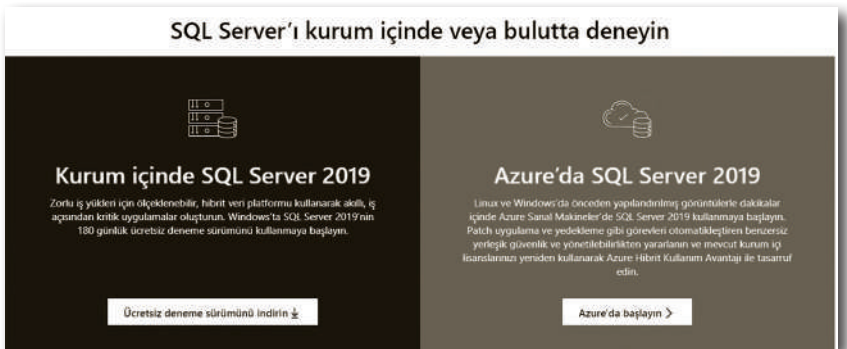 SQL Server'ı kurum içinde veya bulutta deneyin
Kurum içinde SQL Server 2019
Zorlu iş yükleri için ölçeklenebilir, hibrit veri platformu kullanarak akıllı, iş
açısından kritik uygulamalar oluşturun. Windows'ta SQL Server 2019'nin
180 günlük ücretsiz deneme sürümünü kullanmaya başlayın.
Ücretsiz deneme sürümünü indirin
Azure'da SQL Server 2019
Linux ve Windows'da önceden yapılandırılmış görüntülerle dakikalar
içinde Azure Sanal Makineler'de SQL Server 2019 kullanmaya başlayın.
Patch uygulama ve yedekleme gibi görevleri otomatikleştiren benzersiz
yerleşik güvenlik ve yönetilebilirlikten yararlanın ve mevcut kurum içi
lisanslarınızı yeniden kullanarak Azure Hibrit Kullanım Avantajı ile tasarruf
edin.
Azure'da başlayın